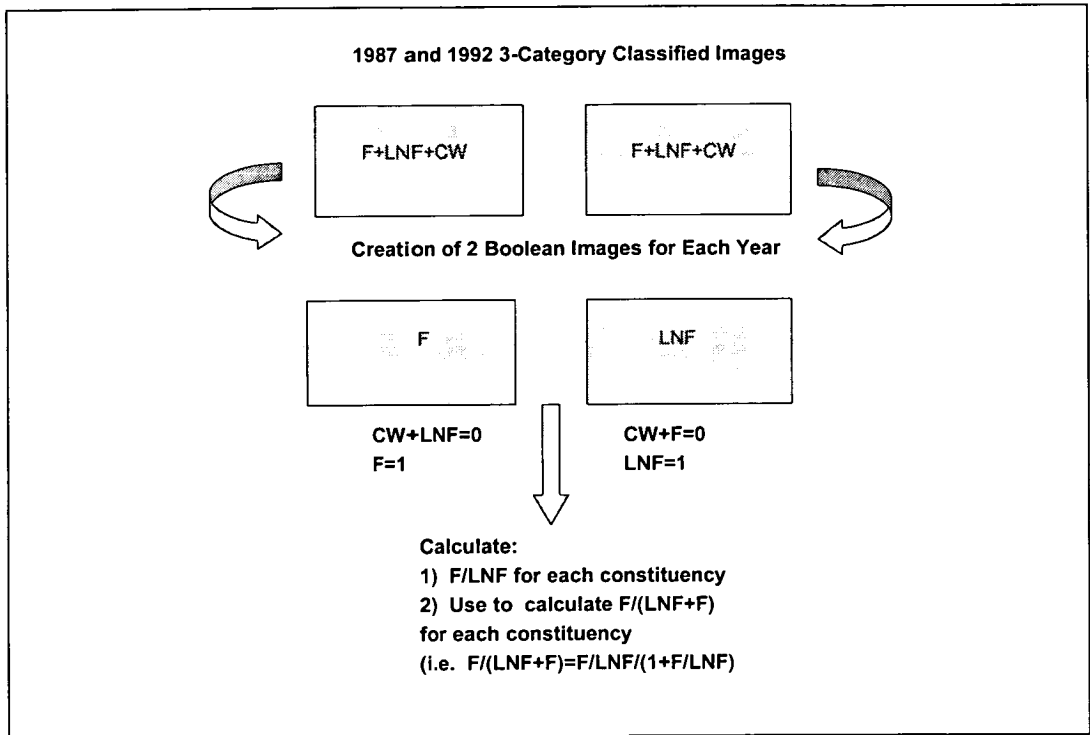 1987 and 1992 3-Category Classified Images
F+LNF+CW
F+LNF+CW
Creation of 2 Boolean Images for Each Year
F
LNF
CW+LNF=0
F=1
CW+F=0
LNF=1
Calculate:
1) F/LNF for each constituency
2) Use to calculate F/(LNF+F)
for each constituency
(i.e. F/(LNF+F)=F/LNF/(1+F/LNF)